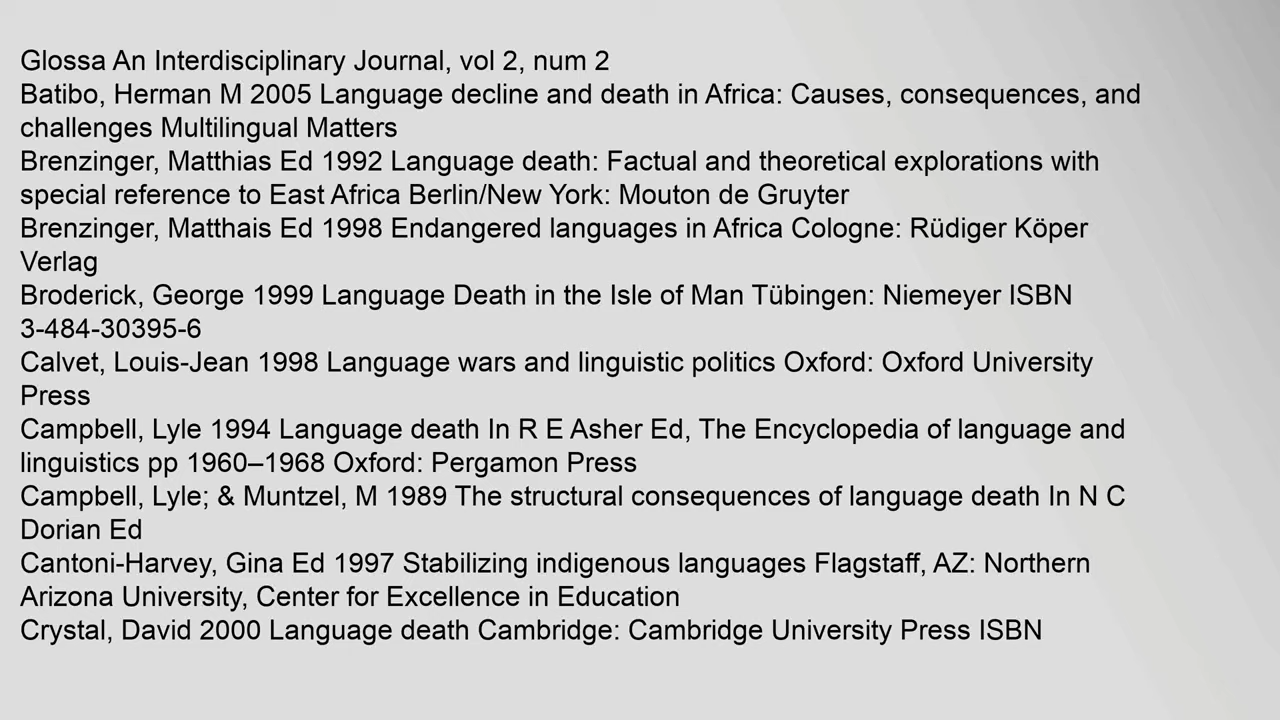 Glossa An Interdisciplinary Journal, vol 2, num 2
Batibo, Herman M 2005 Language decline and death in Africa: Causes, consequences, and
challenges Multilingual Matters
Brenzinger, Matthias Ed 1992 Language death: Factual and theoretical explorations with
special reference to East Africa Berlin/New York: Mouton de Gruyter
Brenzinger, Matthais Ed 1998 Endangered languages in Africa Cologne: Rüdiger Köper
Verlag
Broderick, George 1999 Language Death in the Isle of Man Tübingen: Niemeyer ISBN
3-484-30395-6
Calvet, Louis-Jean 1998 Language wars and linguistic politics Oxford: Oxford University
Press
Campbell, Lyle 1994 Language death In R E Asher Ed, The Encyclopedia of language and
linguistics pp 1960–1968 Oxford: Pergamon Press
Campbell, Lyle; & Muntzel, M 1989 The structural consequences of language death In N C
Dorian Ed
Cantoni-Harvey, Gina Ed 1997 Stabilizing indigenous languages Flagstaff, AZ: Northern
Arizona University, Center for Excellence in Education
Crystal, David 2000 Language death Cambridge: Cambridge University Press ISBN